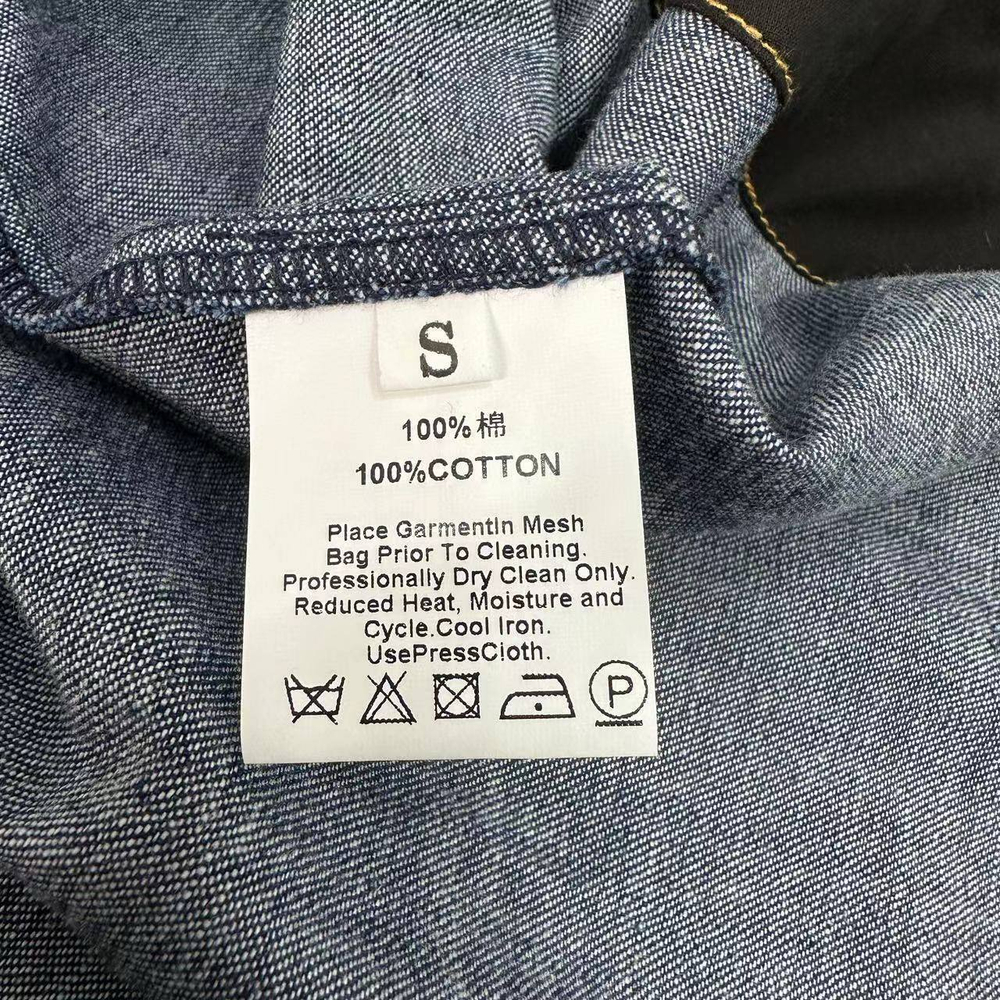 S
100%棉
100%COTTON
Place GarmentIn Mesh
Bag Prior To Cleaning.
Professionally Dry Clean Only.
Reduced Heat, Moisture and
Cycle.Cool Iron.
UsePressCloth.
P